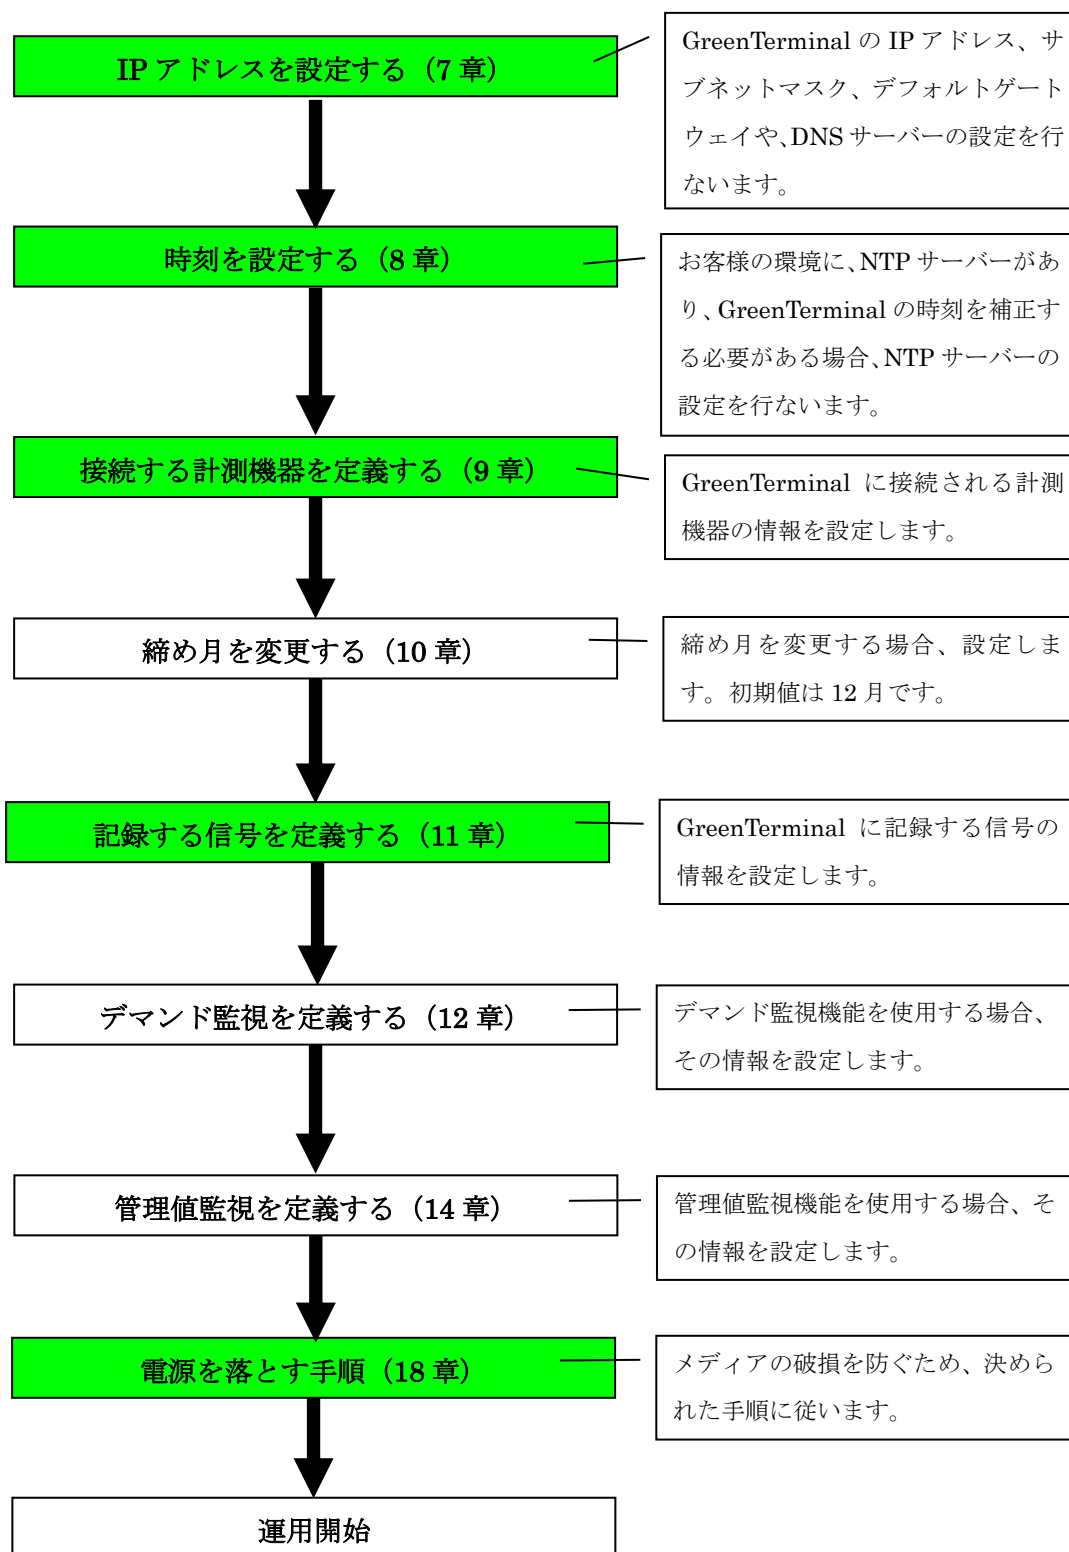 IP アドレスを設定する（7 章）
GreenTerminal の IP アドレス、サ
ブネットマスク、デフォルトゲート
ウェイや、DNS サーバーの設定を行
ないます。
時刻を設定する（8 章）
お客様の環境に、NTP サーバーがあ
り、GreenTerminal の時刻を補正す
る必要がある場合、NTP サーバーの
設定を行ないます。
接続する計測機器を定義する（9 章）
GreenTerminal に接続される計測
機器の情報を設定します。
締め月を変更する（10 章）
締め月を変更する場合、設定しま
す。初期値は 12 月です。
記録する信号を定義する（11 章）
GreenTerminal に記録する信号の
情報を設定します。
デマンド監視を定義する（12 章）
デマンド監視機能を使用する場合、
その情報を設定します。
管理値監視を定義する（14 章）
管理値監視機能を使用する場合、そ
の情報を設定します。
電源を落とす手順（18 章）
メディアの破損を防ぐため、決めら
れた手順に従います。
運用開始